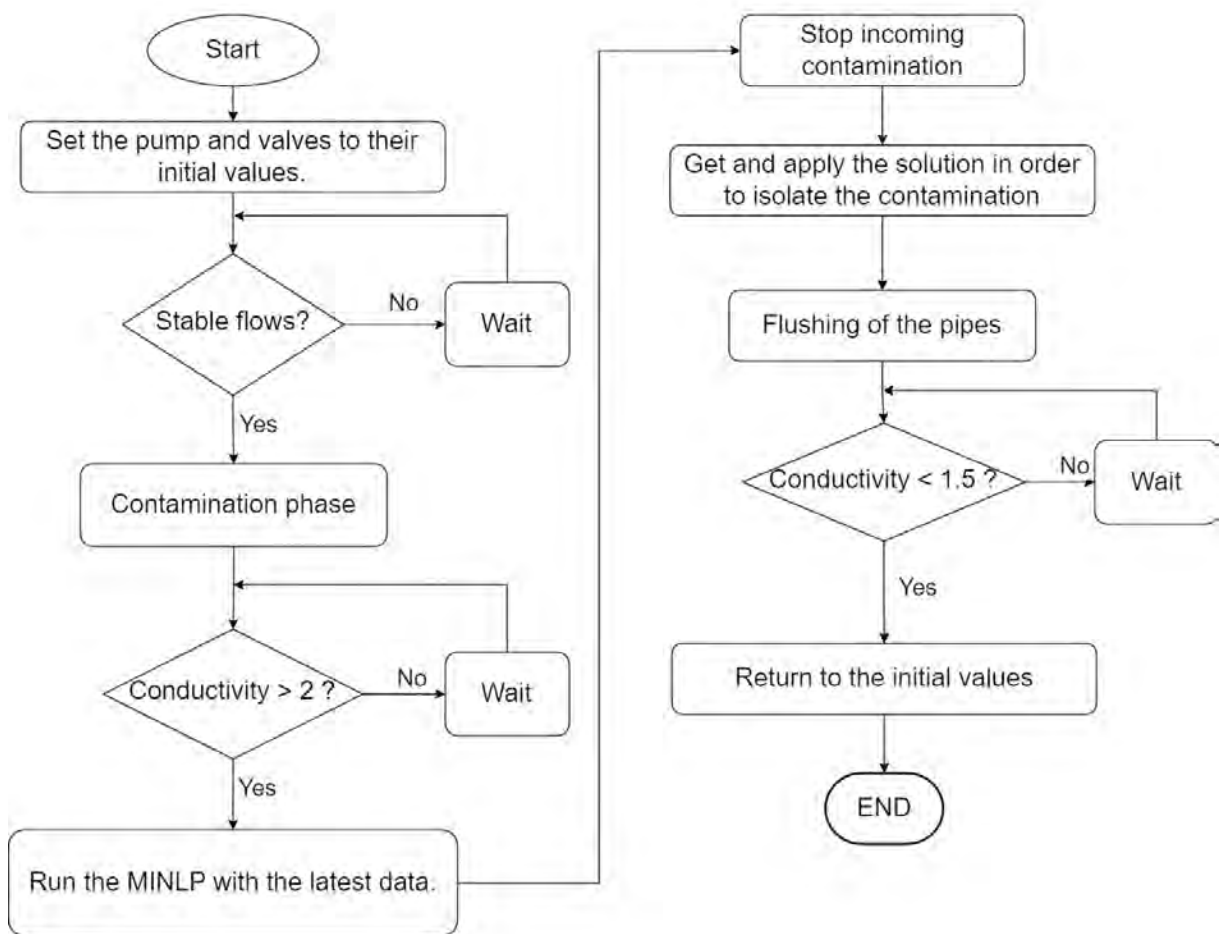 Start
Set the pump and valves to their
initial values.
Stable flows?
No
Wait
Yes
Contamination phase
Conductivity > 2 ?
No
Wait
Yes
Run the MINLP with the latest data.
Stop incoming
contamination
Get and apply the solution in order
to isolate the contamination
Flushing of the pipes
Conductivity < 1.5 ?
No
Wait
Yes
Return to the initial values
END